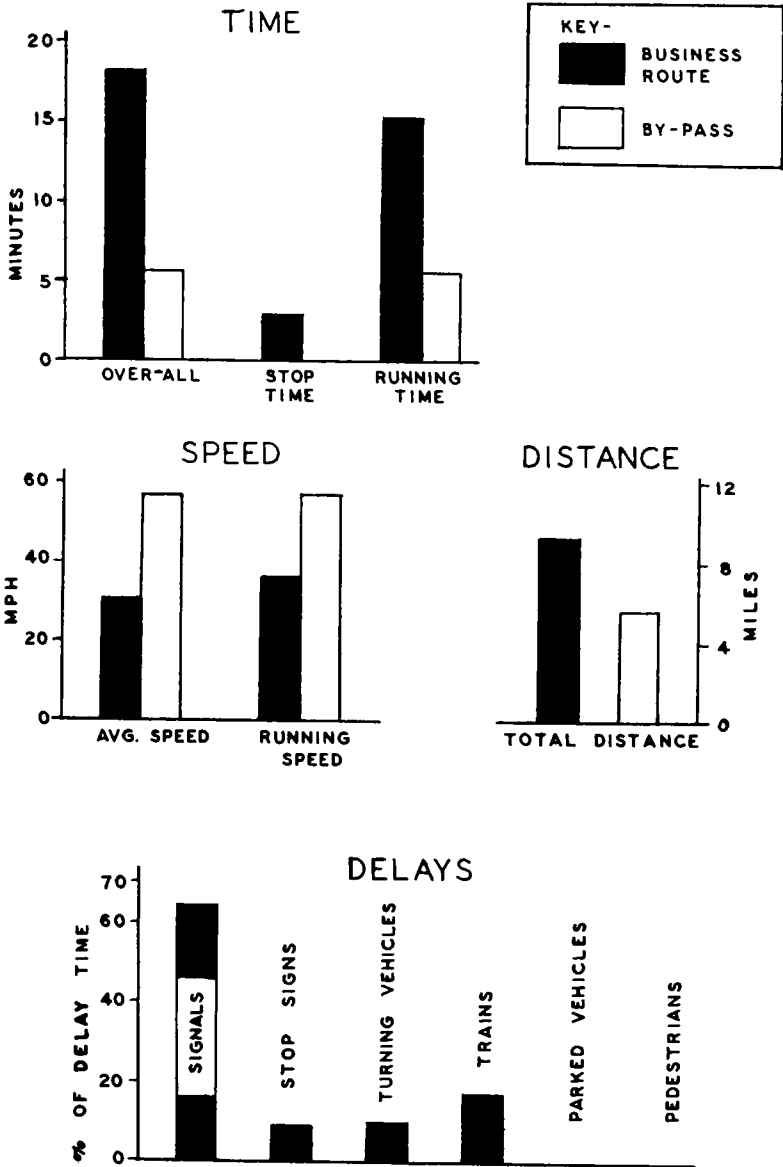 TIME
KEY-
BUSINESS
ROUTE
BY-PASS
MINUTES
20
15
10
5
0
OVER-ALL
STOP
TIME
RUNNING
TIME
SPEED
MPH
60
40
20
0
AVG. SPEED
RUNNING
SPEED
DISTANCE
12
8
4
0
MILES
TOTAL DISTANCE
DELAYS
% OF DELAY TIME
70
60
40
20
0
SIGNALS
STOP SIGNS
TURNING VEHICLES
TRAINS
PARKED VEHICLES
PEDESTRIANS